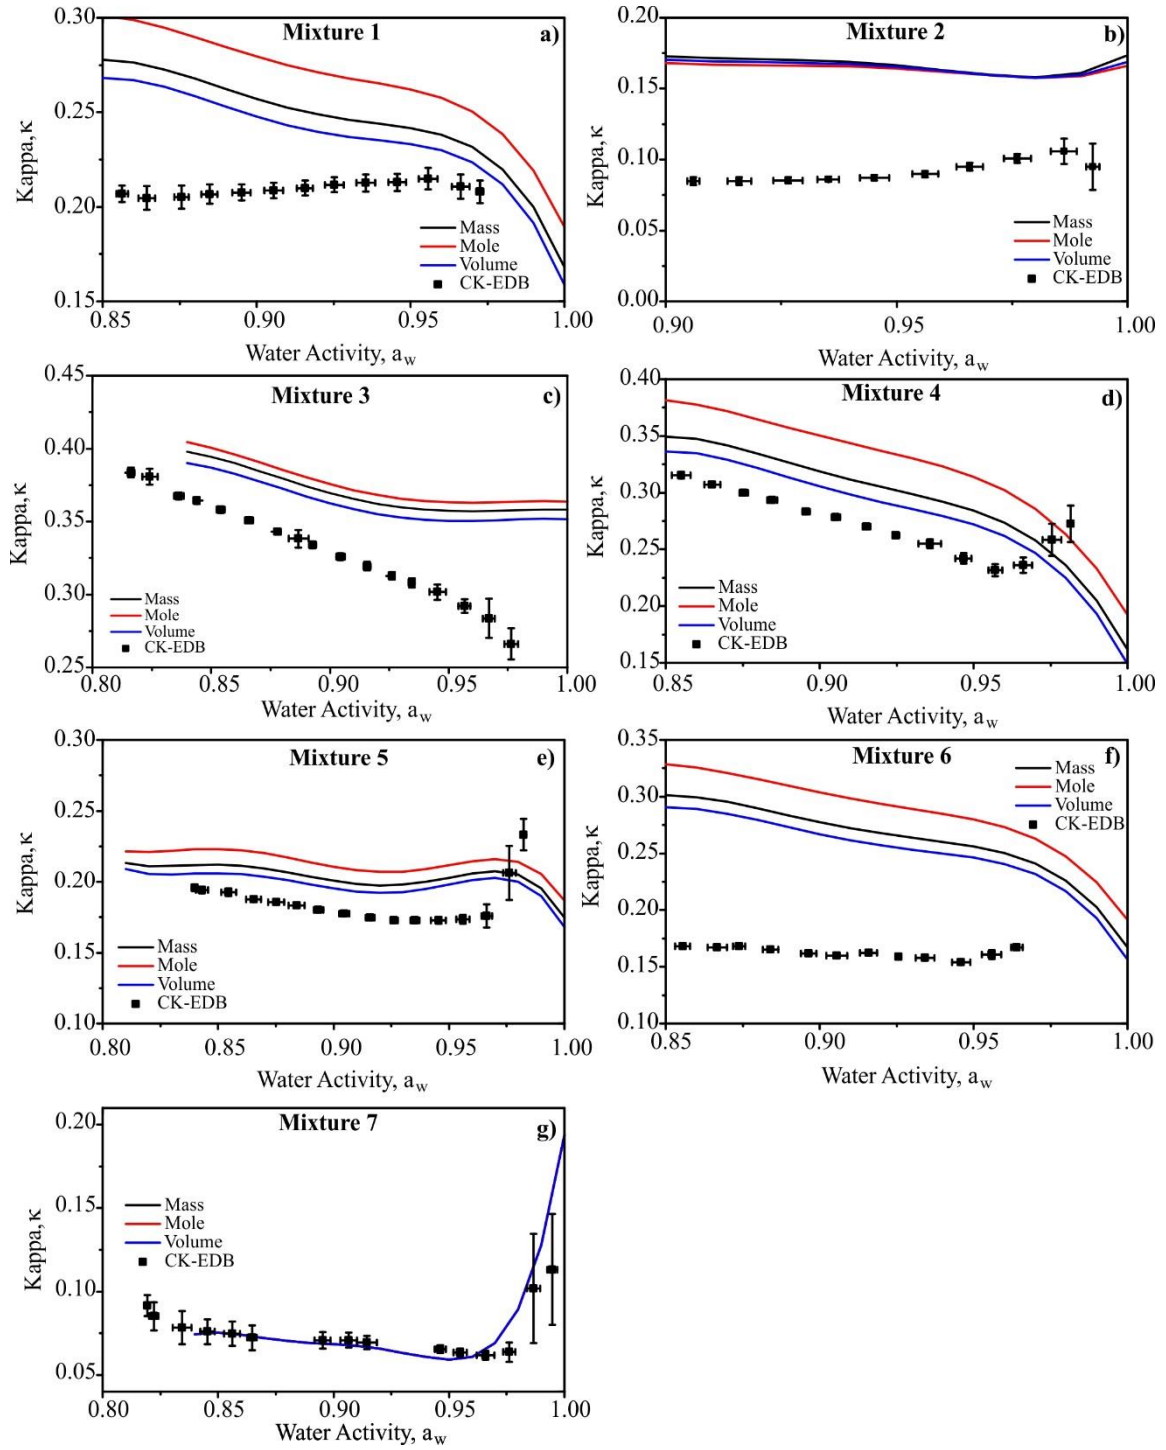 Mixture 1
a)
0.30
0.25
0.20
0.15
Kappa,κ
Mass
Mole
Volume
CK-EDB
0.85
0.90
0.95
1.00
Water Activity, aw
Mixture 2
b)
0.20
0.15
0.10
0.05
0.00
Kappa,κ
Mass
Mole
Volume
CK-EDB
0.90
0.95
1.00
Water Activity, aw
Mixture 3
c)
0.45
0.40
0.35
0.30
0.25
Kappa,κ
Mass
Mole
Volume
CK-EDB
0.80
0.85
0.90
0.95
1.00
Water Activity, aw
Mixture 4
d)
0.40
0.35
0.30
0.25
0.20
0.15
Kappa,κ
Mass
Mole
Volume
CK-EDB
0.85
0.90
0.95
1.00
Water Activity, aw
Mixture 5
e)
0.30
0.25
0.20
0.15
0.10
Kappa,κ
Mass
Mole
Volume
CK-EDB
0.80
0.85
0.90
0.95
1.00
Water Activity, aw
Mixture 6
f)
0.35
0.30
0.25
0.20
0.15
0.10
Kappa,κ
Mass
Mole
Volume
CK-EDB
0.85
0.90
0.95
1.00
Water Activity, aw
Mixture 7
g)
0.20
0.15
0.10
0.05
Kappa,κ
Mass
Mole
Volume
CK-EDB
0.80
0.85
0.90
0.95
1.00
Water Activity, aw